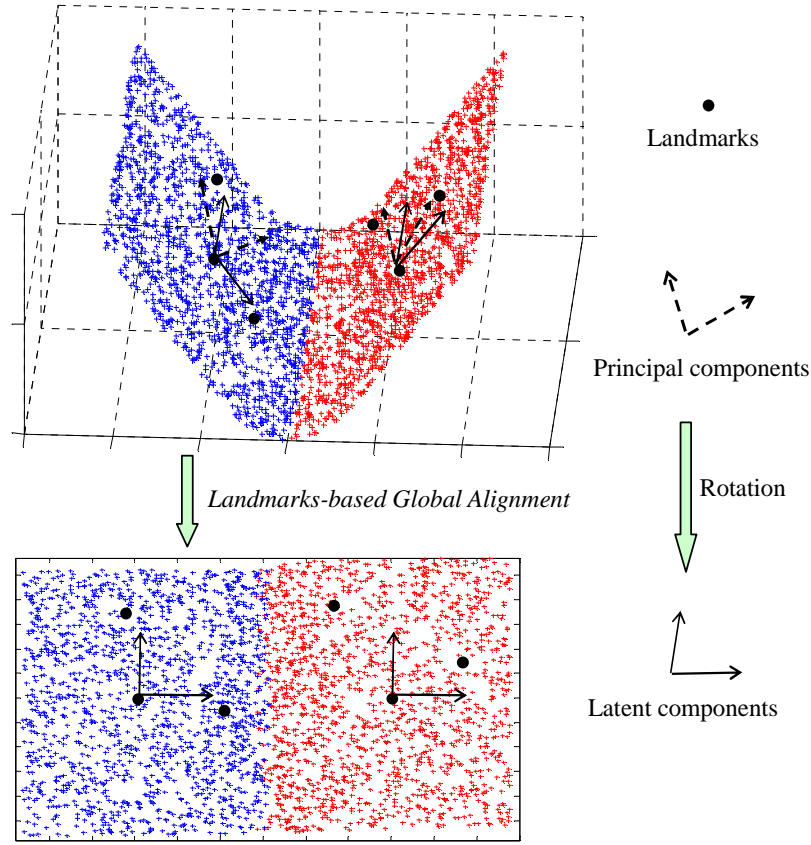 Landmarks
Principal components
Landmarks-based Global Alignment
Rotation
Latent components